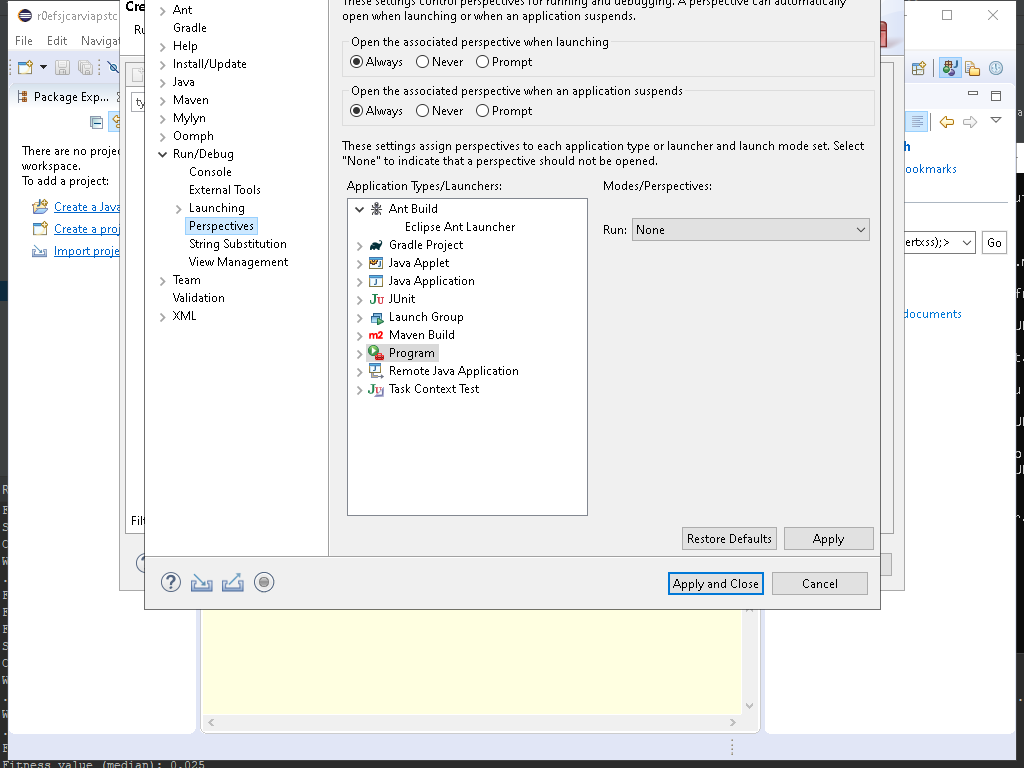 r0efsjcarviapstc
File Edit Naviga
Package Exp...
There are no proje
workspace.
To add a project:
Create a Java
Create a proj
Import proje
Cre
Ru
ty
Filt
Ant
Gradle
Help
Install/Update
Java
Maven
Mylyn
Oomph
Run/Debug
Console
External Tools
Launching
Perspectives
String Substitution
View Management
Team
Validation
XML
These settings control perspectives for running and debugging. A perspective can automatically
open when launching or when an application suspends.
Open the associated perspective when launching
Always Never Prompt
Open the associated perspective when an application suspends
Always Never Prompt
These settings assign perspectives to each application type or launcher and launch mode set. Select
"None" to indicate that a perspective should not be opened.
Application Types/Launchers:
Ant Build
Eclipse Ant Launcher
Gradle Project
Java Applet
Java Application
JUnit
Launch Group
Maven Build
Program
Remote Java Application
Task Context Test
Modes/Perspectives:
Run: None
Restore Defaults Apply
Apply and Close Cancel
h
ookmarks
ertxss);> Go
documents
Fitness value (median): 0.025